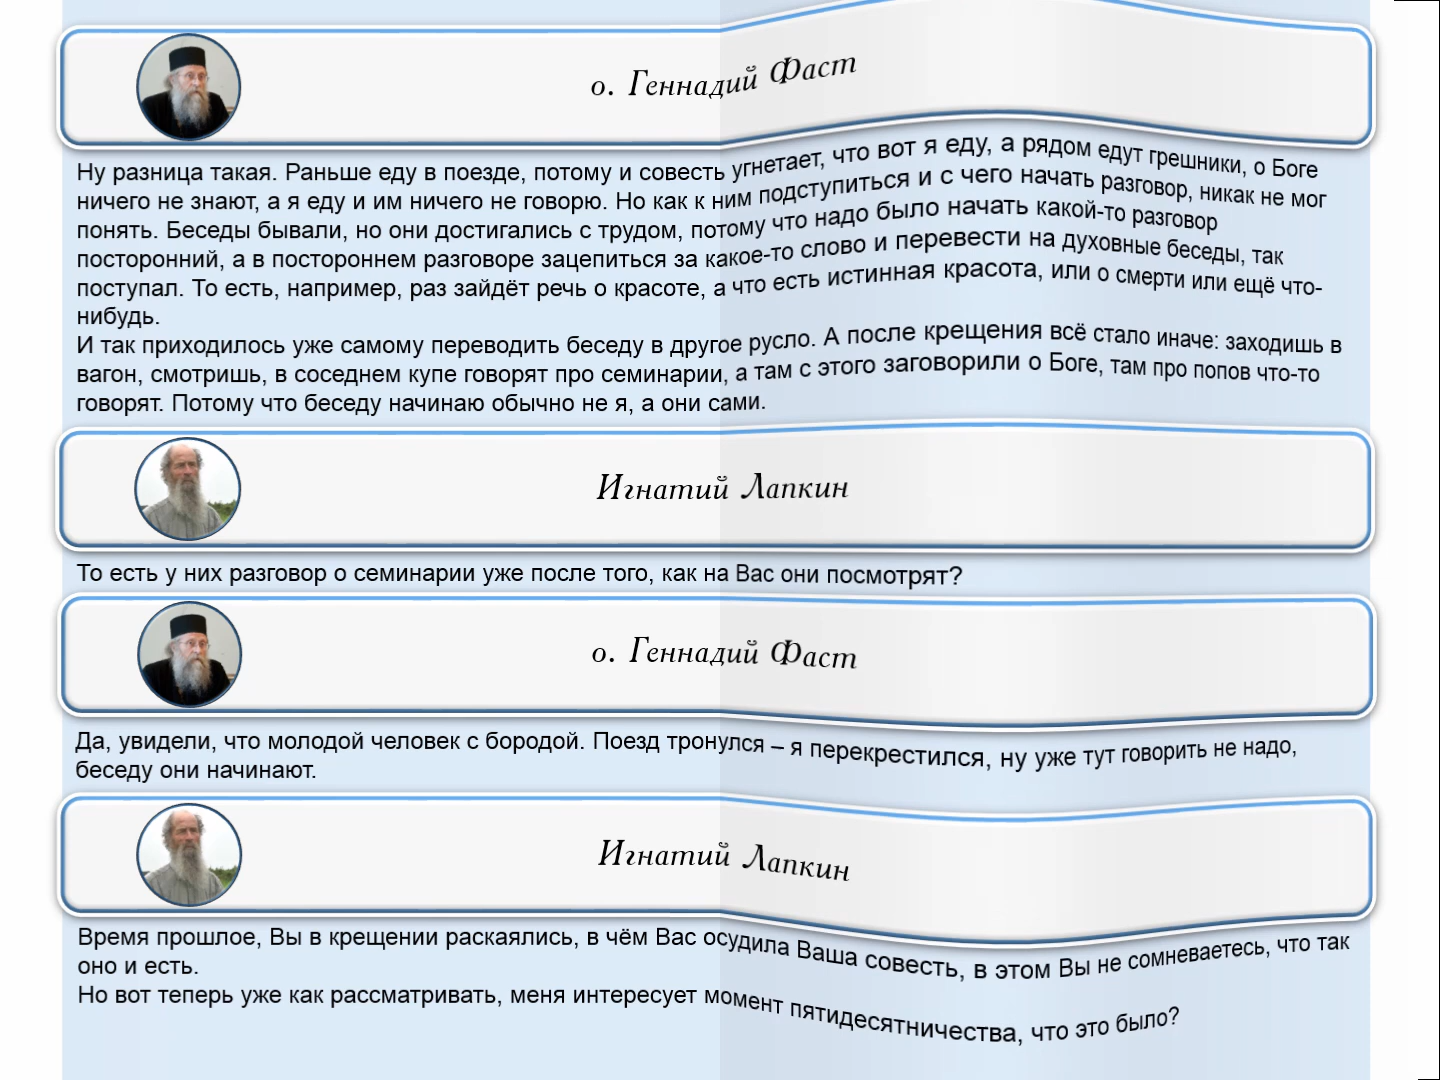 о. Геннадий Фаст
Ну разница такая. Раньше еду в поезде, потому и совесть угнетает, что вот я еду, а рядом едут грешники, о Боге
ничего не знают, а я еду и им ничего не говорю. Но как к ним подступиться и с чего начать разговор, никак не мог
понять. Беседы бывали, но они достигались с трудом, потому что надо было начать какой-то разговор
посторонний, а в постороннем разговоре зацепиться за какое-то слово и перевести на духовные беседы, так
поступал. То есть, например, раз зайдёт речь о красоте, а что есть истинная красота, или о смерти или ещё что-
нибудь.
И так приходилось уже самому переводить беседу в другое русло. А после крещения всё стало иначе: заходишь в
вагон, смотришь, в соседнем купе говорят про семинарии, а там с этого заговорили о Боге, там про попов что-то
говорят. Потому что беседу начинаю обычно не я, а они сами.
Игнатий Лапкин
То есть у них разговор о семинарии уже после того, как на Вас они посмотрят?
о. Геннадий Фаст
Да, увидели, что молодой человек с бородой. Поезд тронулся – я перекрестился, ну уже тут говорить не надо,
беседу они начинают.
Игнатий Лапкин
Время прошлое, Вы в крещении раскаялись, в чём Вас осудила Ваша совесть, в этом Вы не сомневаетесь, что так
оно и есть.
Но вот теперь уже как рассматривать, меня интересует момент пятидесятничества, что это было?